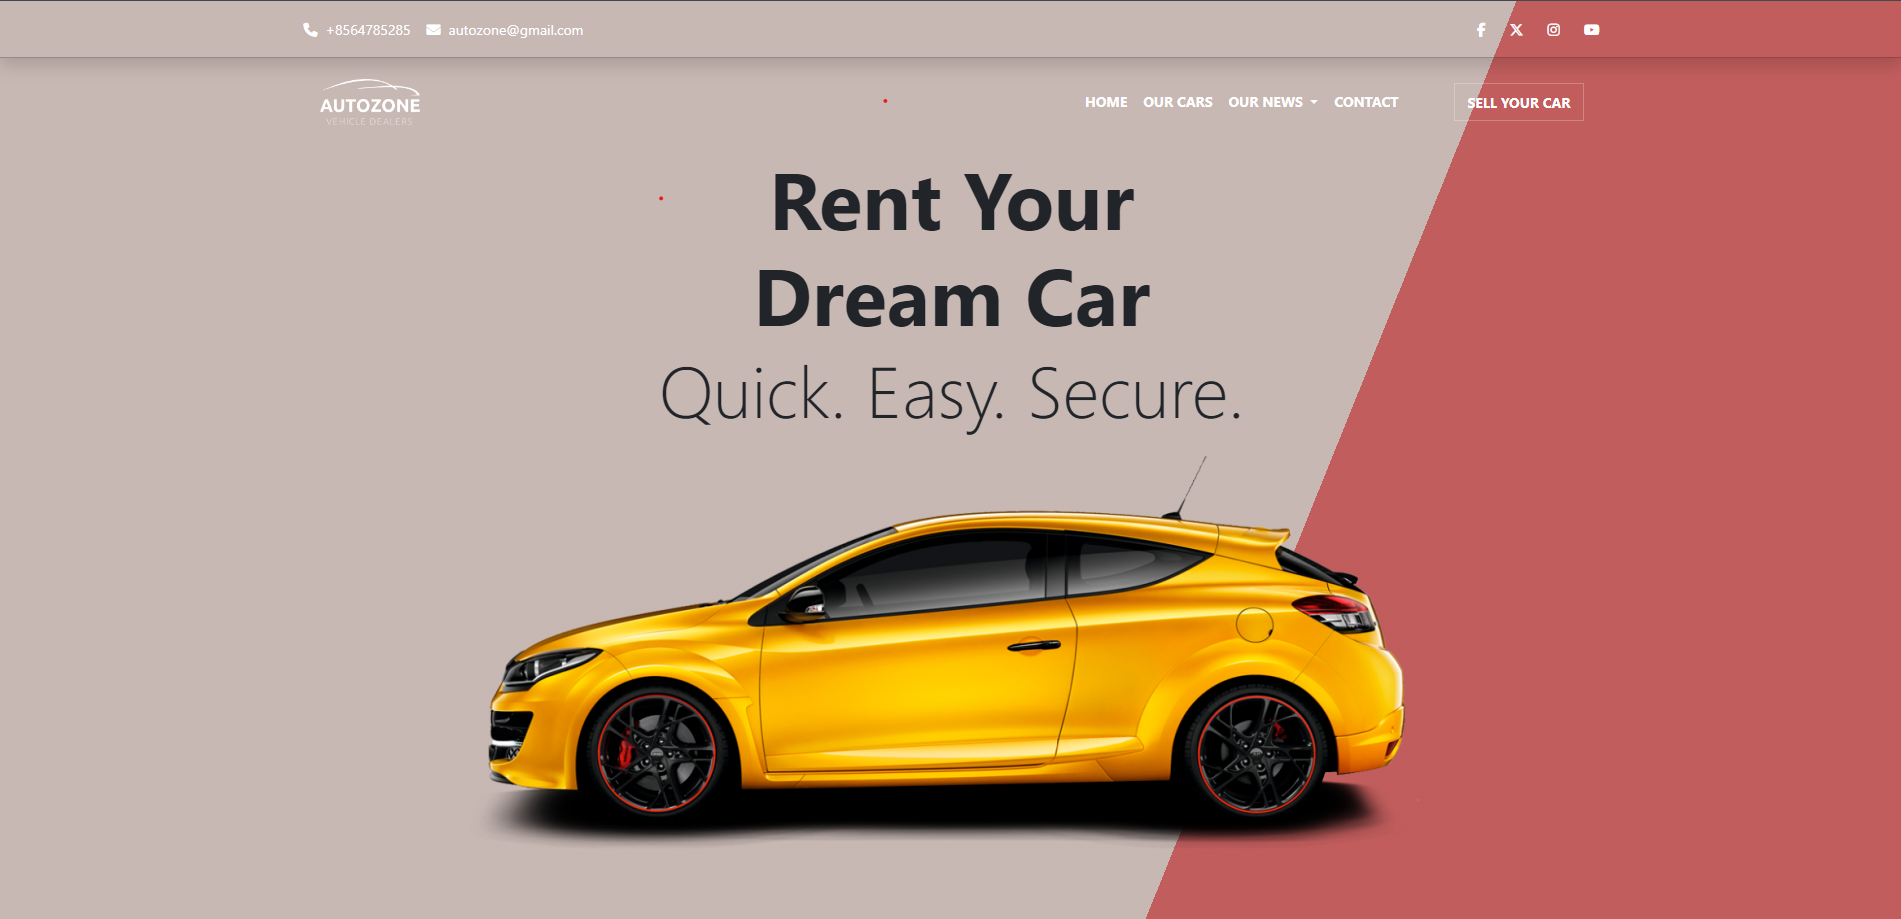 +8564785285 autozone@gmail.com
AUTOZONE
VEHICLE DEALERS
HOME OUR CARS OUR NEWS CONTACT SELL YOUR CAR
Rent Your
Dream Car
Quick. Easy. Secure.